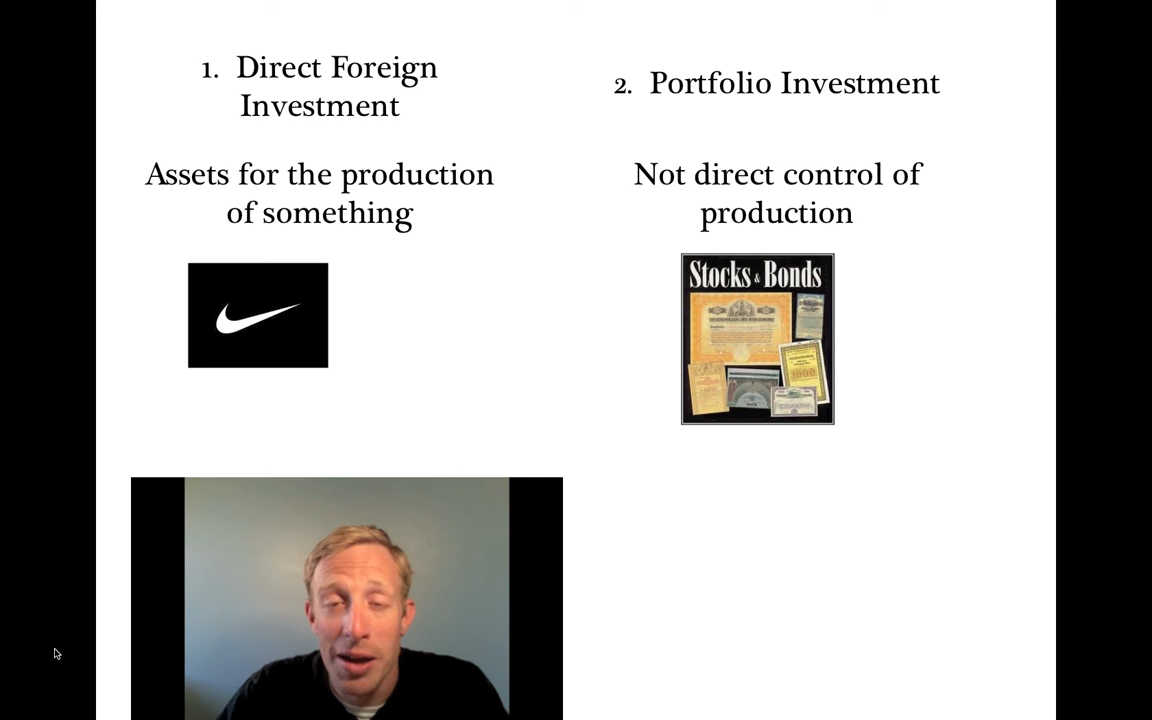 1. Direct Foreign
Investment
Assets for the production
of something
2. Portfolio Investment
Not direct control of
production
Stocks & Bonds